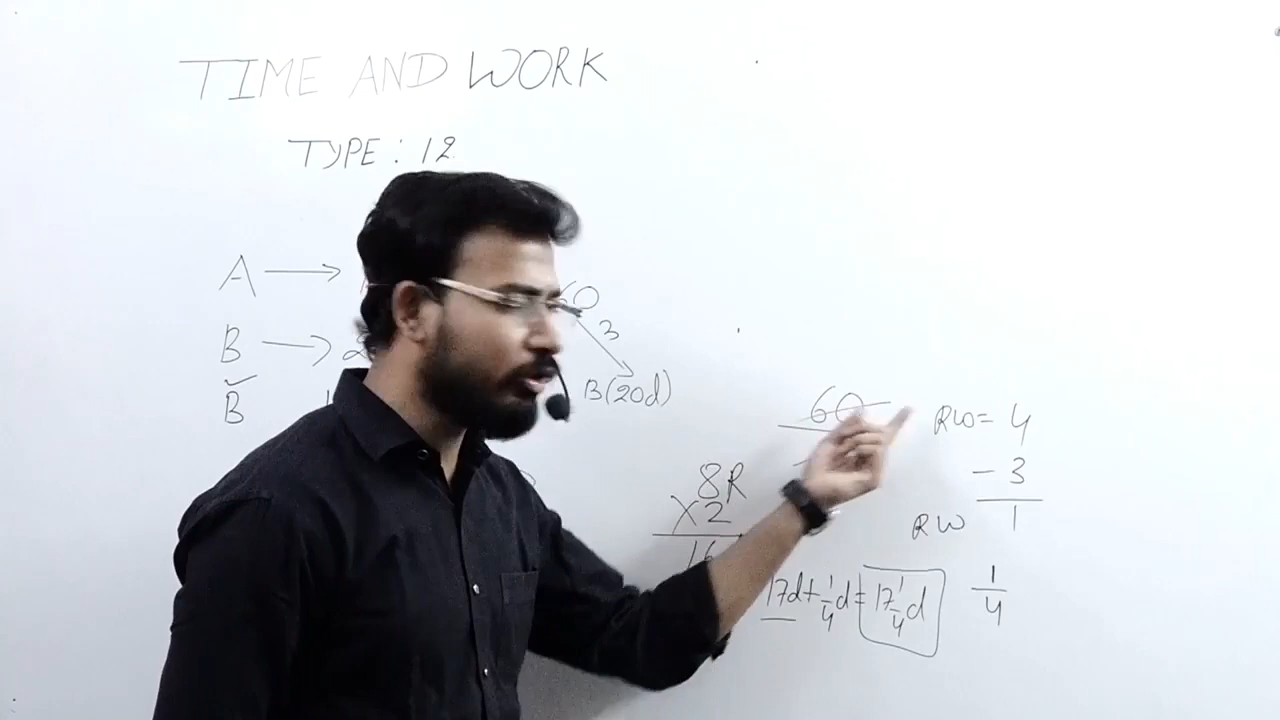 TIME AND WORK
TYPE : 12
A →
B → 2
B
60
3
B(20d)
8R
×2
16
60
RW = 4
- 3
RW 1
17d + 1/4 d = 17 1/4 d
1/4